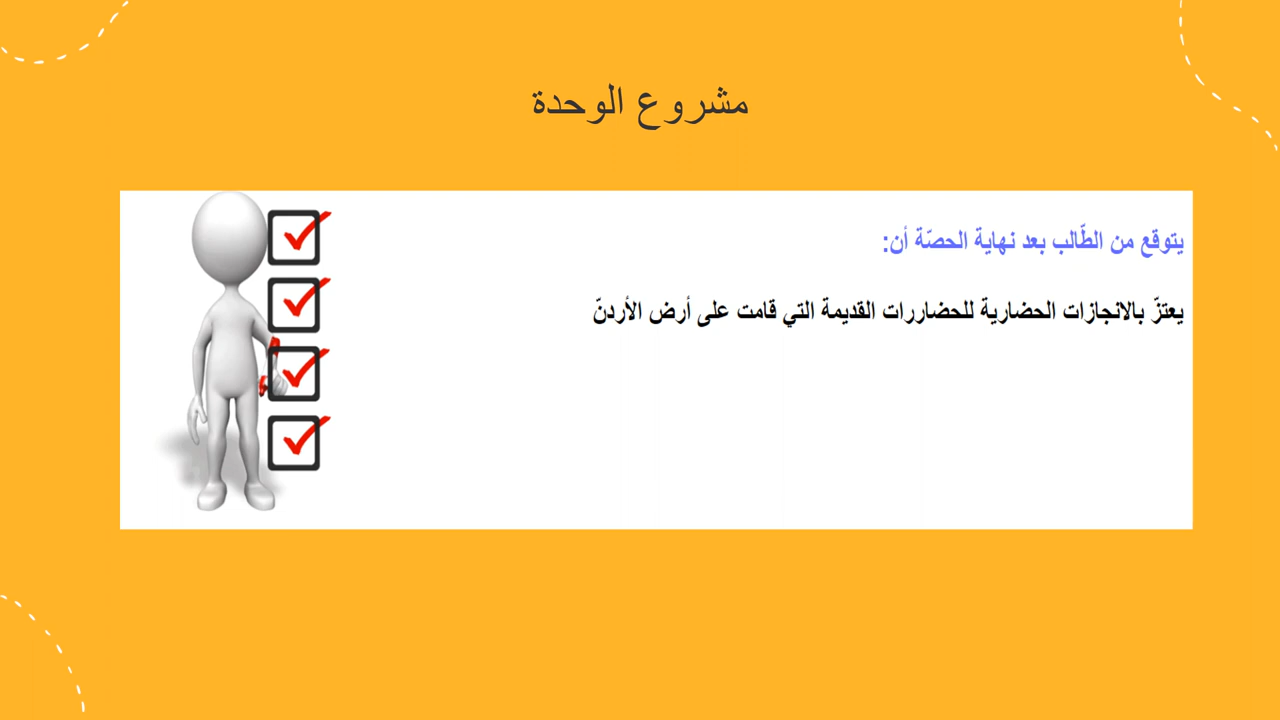 مشروع الوحدة
يتوقع من الطّالب بعد نهاية الحصّة أن:
يعتزّ بالانجازات الحضارية للحضاررات القديمة التي قامت على أرض الأردنّ